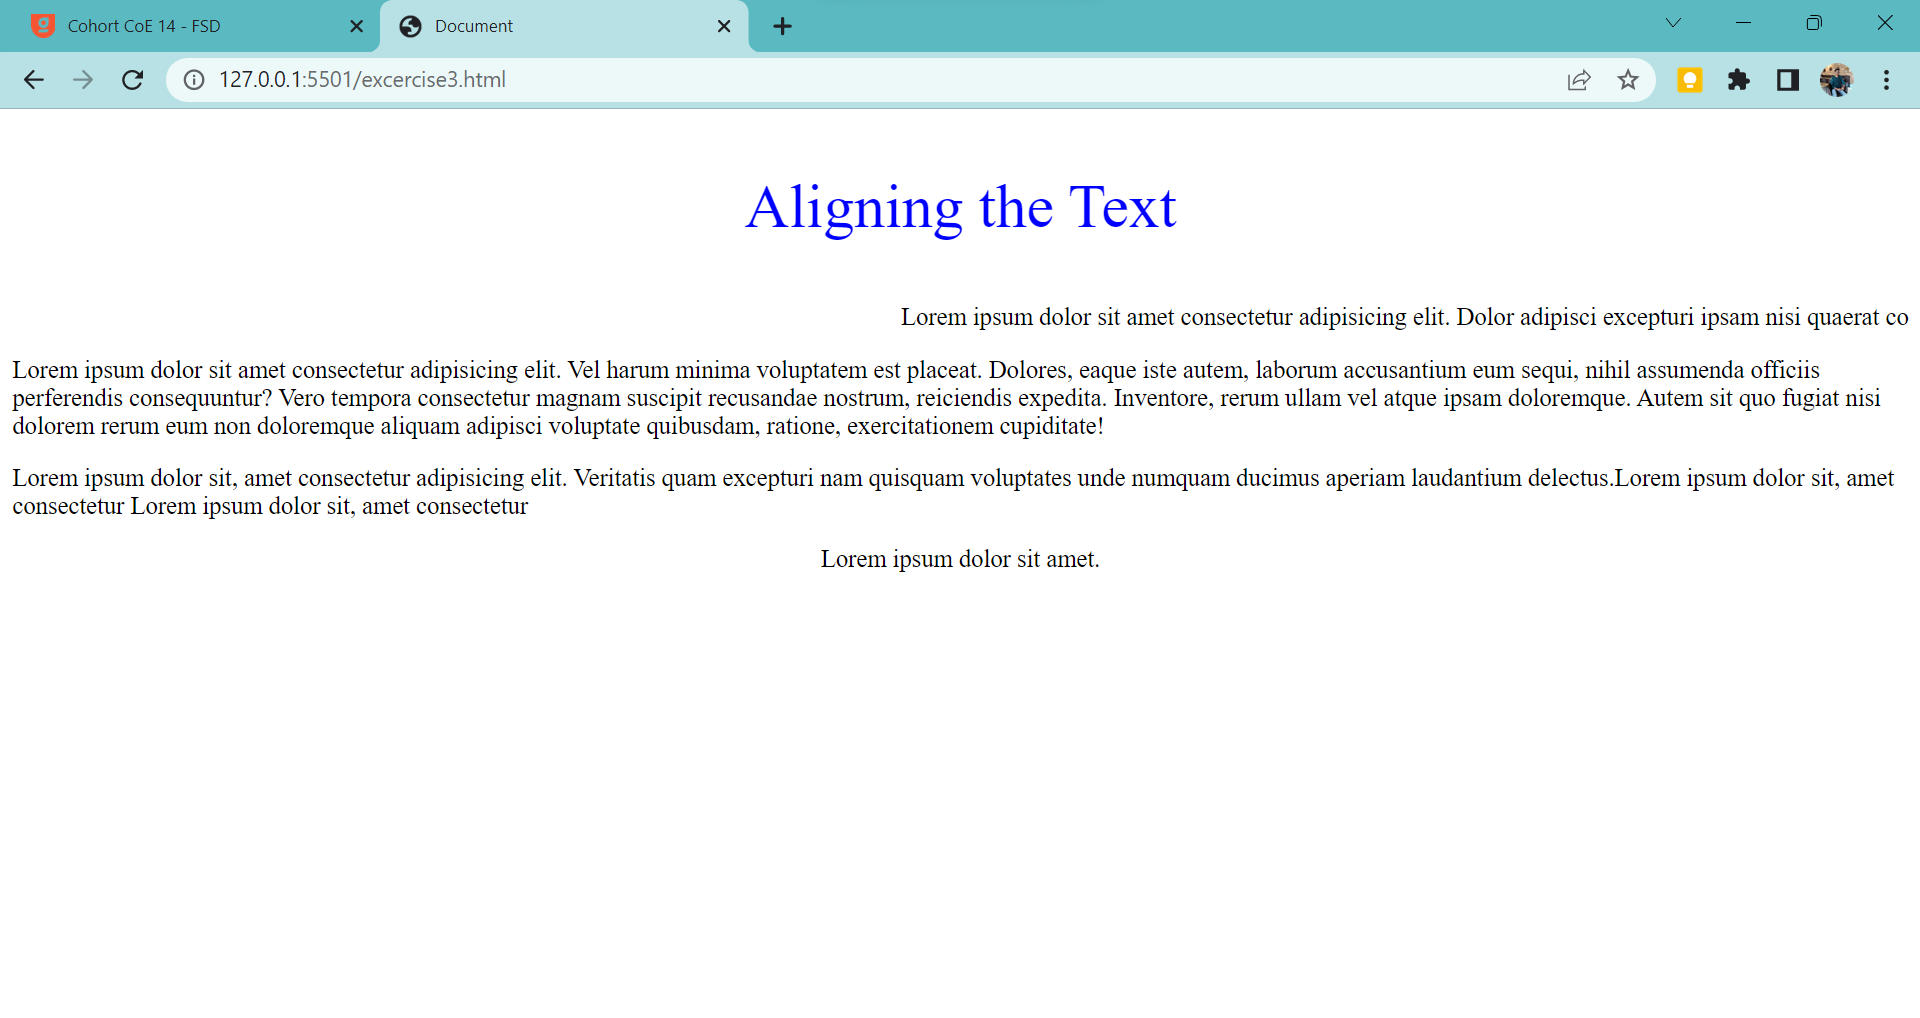 Cohort CoE 14 - FSD
Document
127.0.0.1:5501/excercise3.html
Aligning the Text
Lorem ipsum dolor sit amet consectetur adipisicing elit. Dolor adipisci excepturi ipsam nisi quaerat co
Lorem ipsum dolor sit amet consectetur adipisicing elit. Vel harum minima voluptatem est placeat. Dolores, eaque iste autem, laborum accusantium eum sequi, nihil assumenda officiis
perferendis consequuntur? Vero tempora consectetur magnam suscipit recusandae nostrum, reiciendis expedita. Inventore, rerum ullam vel atque ipsam doloremque. Autem sit quo fugiat nisi
dolorem rerum eum non doloremque aliquam adipisci voluptate quibusdam, ratione, exercitationem cupiditate!
Lorem ipsum dolor sit, amet consectetur adipisicing elit. Veritatis quam excepturi nam quisquam voluptates unde numquam ducimus aperiam laudantium delectus.Lorem ipsum dolor sit, amet
consectetur Lorem ipsum dolor sit, amet consectetur
Lorem ipsum dolor sit amet.